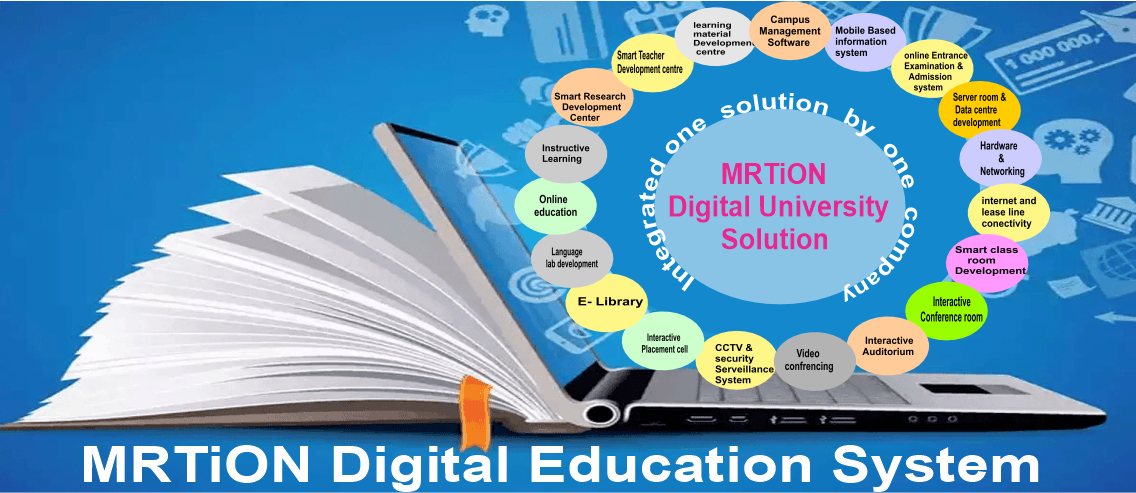 learning
material
Development
centre
Campus
Management
Software
Mobile Based
information
system
online Entrance
Examination &
Admission
system
Server room &
Data centre
development
Hardware
&
Networking
internet and
lease line
conectivity
Smart class
room
Development
Interactive
Conference room
Interactive
Auditorium
Video
confrencing
CCTV &
security
Serveillance
System
Interactive
Placement cell
E- Library
Language
lab development
Online
education
Instructive
Learning
Smart Research
Development
Center
Smart Teacher
Development centre
Integrated one solution by one company
MRTiON
Digital University
Solution
1 000 000,-
MRTiON Digital Education System